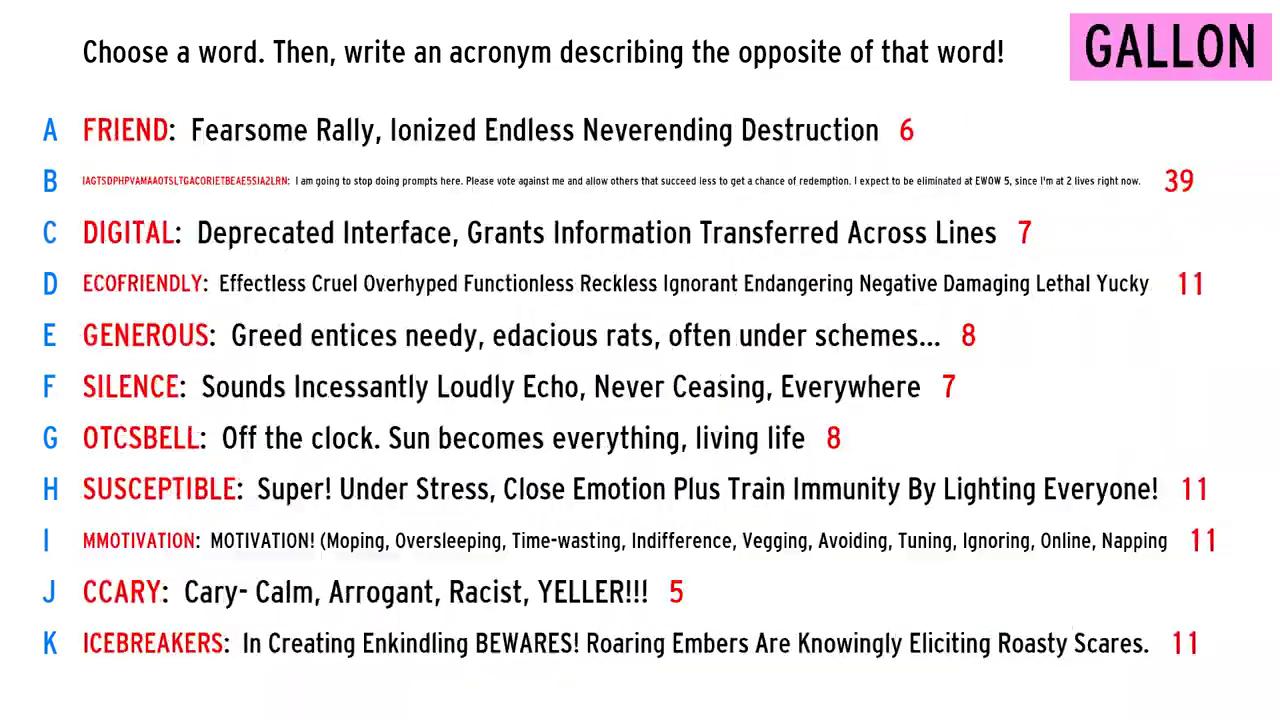 Choose a word. Then, write an acronym describing the opposite of that word!
GALLON
A FRIEND: Fearsome Rally, Ionized Endless Neverending Destruction 6
B IAGTSDPHPVAMAAOTSLTGACORIETBEAE5SIA2LRN: I am going to stop doing prompts here. Please vote against me and allow others that succeed less to get a chance of redemption. I expect to be eliminated at EWOW 5, since I'm at 2 lives right now. 39
C DIGITAL: Deprecated Interface, Grants Information Transferred Across Lines 7
D ECOFRIENDLY: Effectless Cruel Overhyped Functionless Reckless Ignorant Endangering Negative Damaging Lethal Yucky 11
E GENEROUS: Greed entices needy, edacious rats, often under schemes... 8
F SILENCE: Sounds Incessantly Loudly Echo, Never Ceasing, Everywhere 7
G OTCSBELL: Off the clock. Sun becomes everything, living life 8
H SUSCEPTIBLE: Super! Under Stress, Close Emotion Plus Train Immunity By Lighting Everyone! 11
I MMOTIVATION: MOTIVATION! (Moping, Oversleeping, Time-wasting, Indifference, Vegging, Avoiding, Tuning, Ignoring, Online, Napping 11
J CCARY: Cary- Calm, Arrogant, Racist, YELLER!!! 5
K ICEBREAKERS: In Creating Enkindling BEWARES! Roaring Embers Are Knowingly Eliciting Roasty Scares. 11